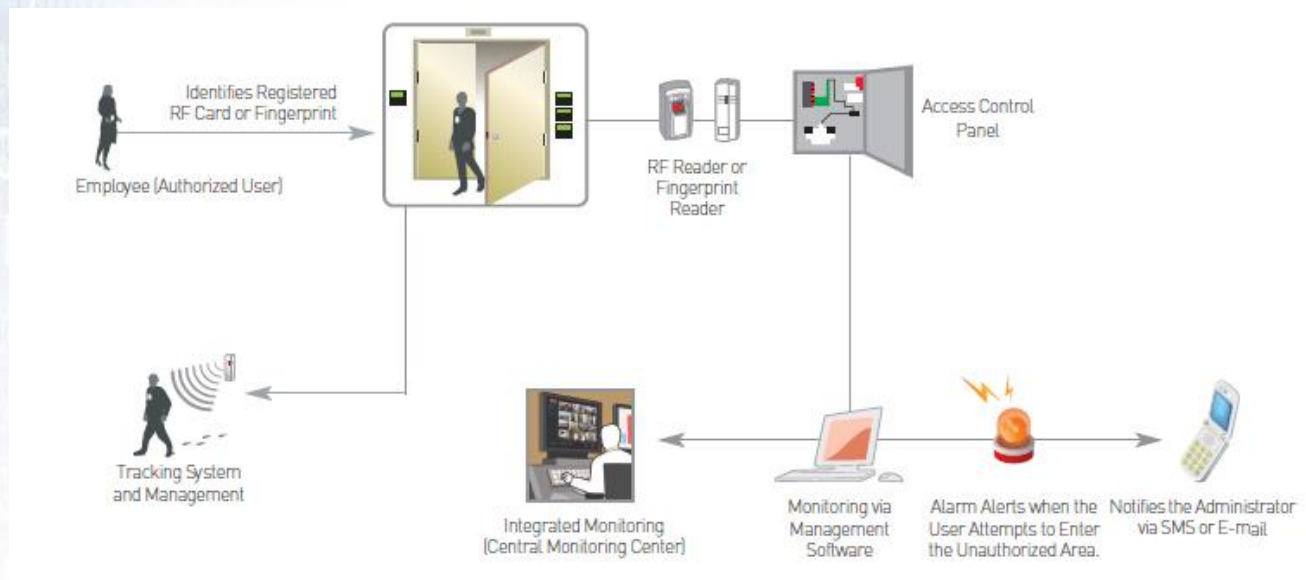 Identifies Registered
RF Card or Fingerprint
Employee (Authorized User)
RF Reader or
Fingerprint
Reader
Access Control
Panel
Tracking System
and Management
Integrated Monitoring
(Central Monitoring Center)
Monitoring via
Management
Software
Alarm Alerts when the
User Attempts to Enter
the Unauthorized Area.
Notifies the Administrator
via SMS or E-mail